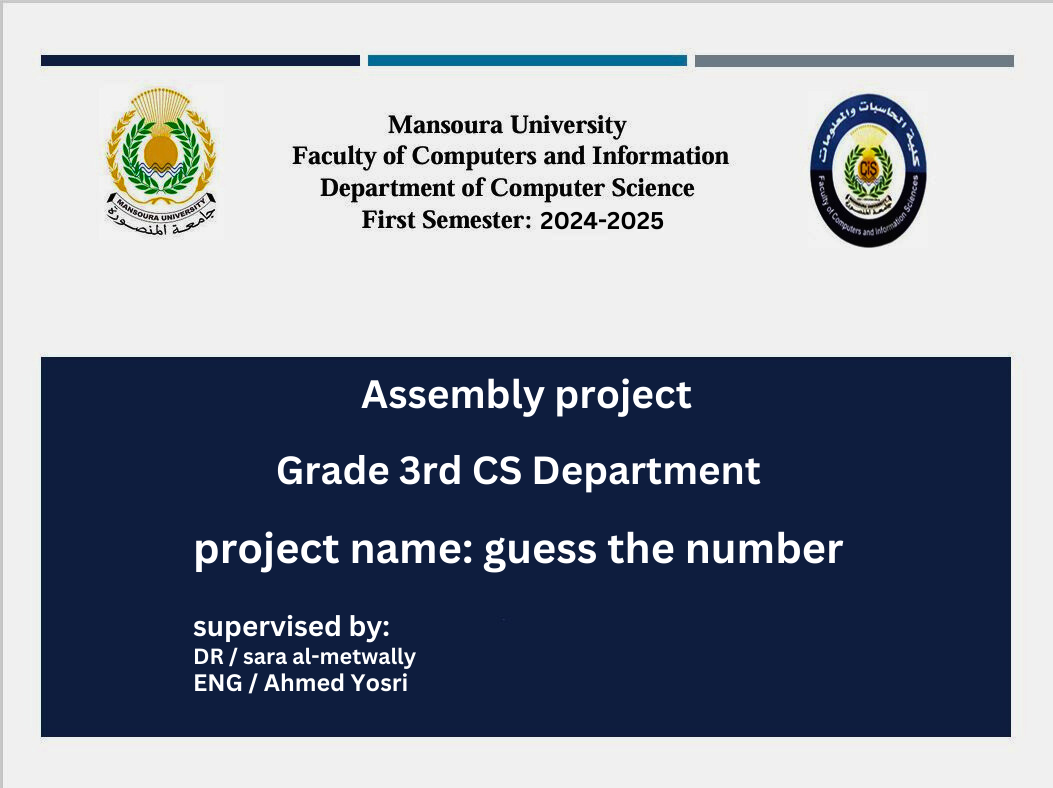 Mansoura University
Faculty of Computers and Information
Department of Computer Science
First Semester: 2024-2025
MANSOURA UNIVERSITY
جامعة المنصورة
كلية الحاسبات والمعلومات
CIS
Faculty of Computers and Information Sciences
Assembly project
Grade 3rd CS Department
project name: guess the number
supervised by:
DR / sara al-metwally
ENG / Ahmed Yosri